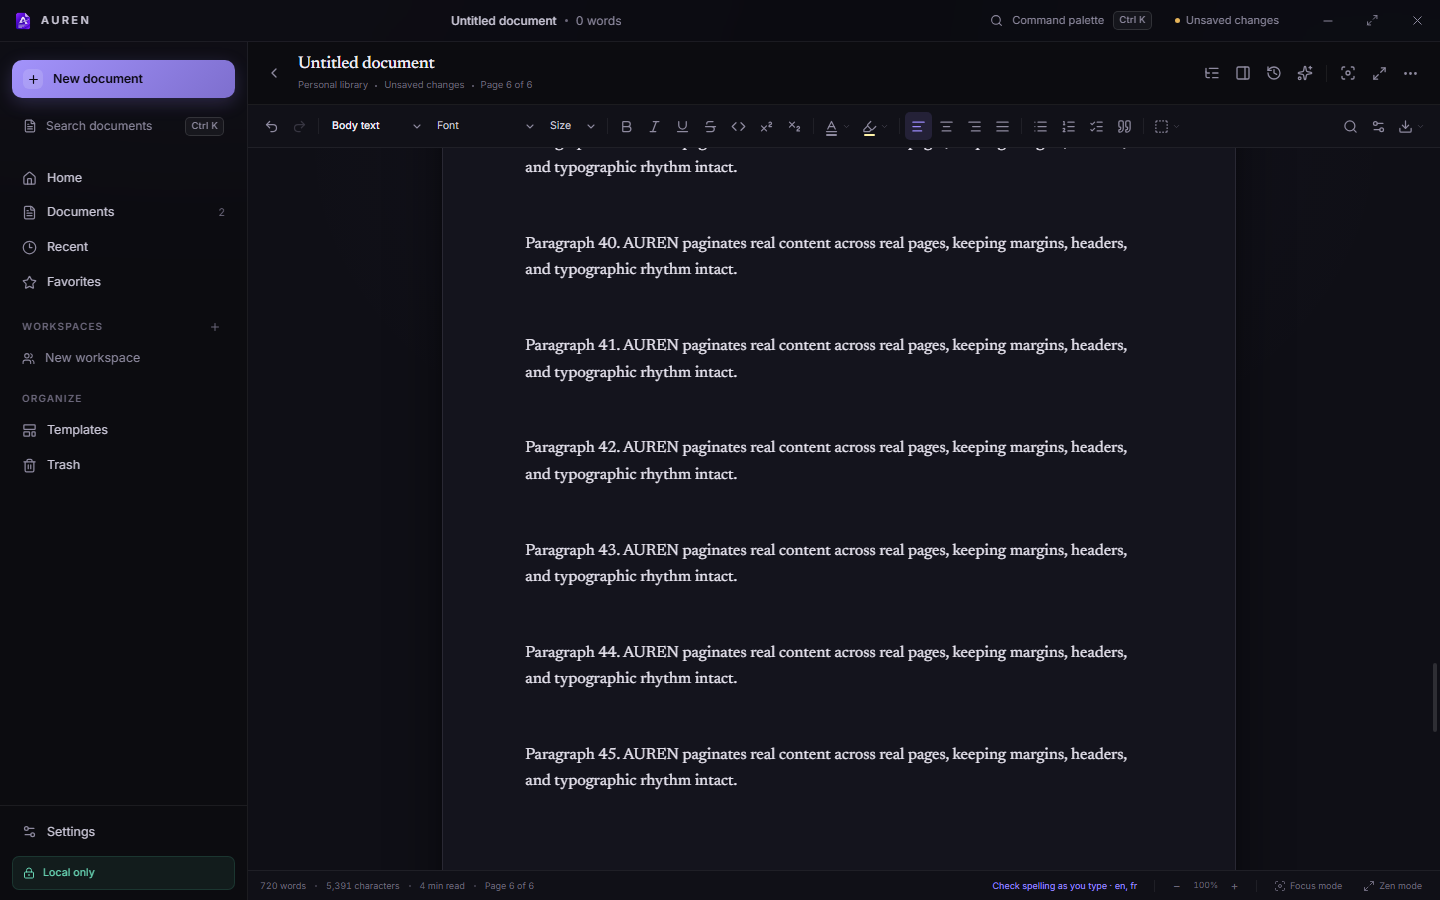 AUREN
Untitled document • 0 words
Command palette Ctrl K
Unsaved changes
New document
Search documents Ctrl K
Home
Documents 2
Recent
Favorites
WORKSPACES
New workspace
ORGANIZE
Templates
Trash
Settings
Local only
Untitled document
Personal library • Unsaved changes • Page 6 of 6
Body text Font Size
and typographic rhythm intact.
Paragraph 40. AUREN paginates real content across real pages, keeping margins, headers,
and typographic rhythm intact.
Paragraph 41. AUREN paginates real content across real pages, keeping margins, headers,
and typographic rhythm intact.
Paragraph 42. AUREN paginates real content across real pages, keeping margins, headers,
and typographic rhythm intact.
Paragraph 43. AUREN paginates real content across real pages, keeping margins, headers,
and typographic rhythm intact.
Paragraph 44. AUREN paginates real content across real pages, keeping margins, headers,
and typographic rhythm intact.
Paragraph 45. AUREN paginates real content across real pages, keeping margins, headers,
and typographic rhythm intact.
720 words • 5,391 characters • 4 min read • Page 6 of 6
Check spelling as you type · en, fr
− 100% +
Focus mode
Zen mode